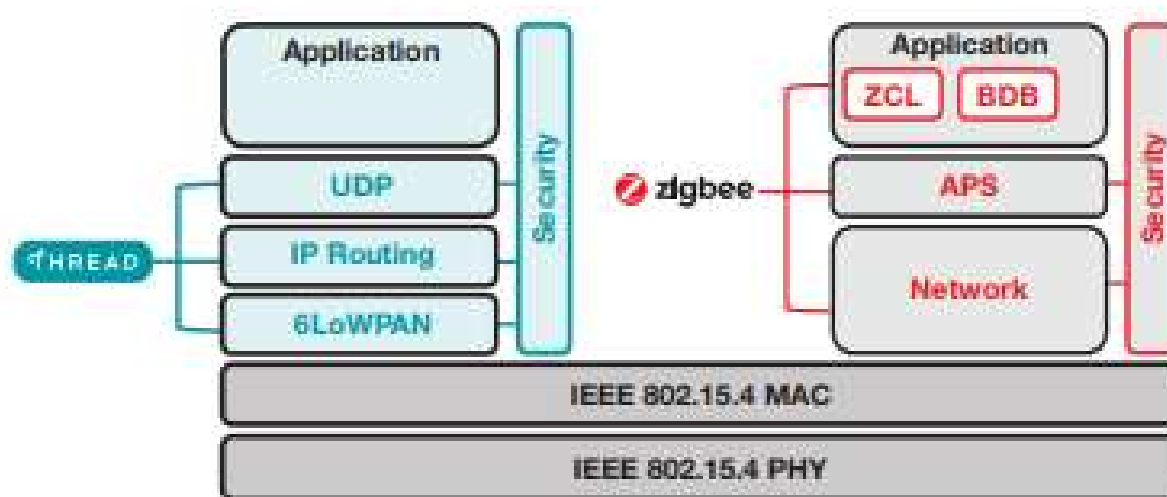 Application
UDP
IP Routing
6LoWPAN
Security
THREAD
zigbee
Application
ZCL BDB
APS
Network
Security
IEEE 802.15.4 MAC
IEEE 802.15.4 PHY